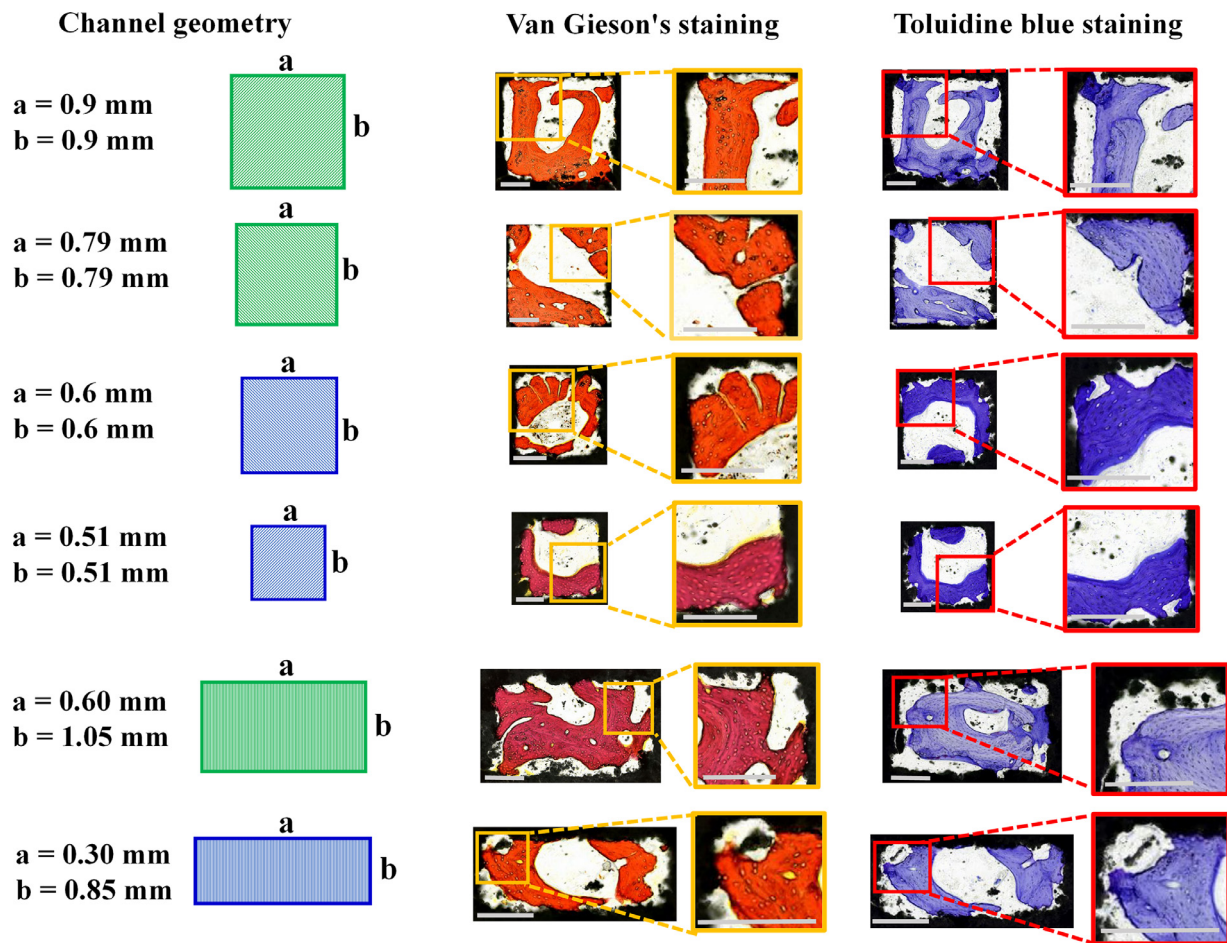 Channel geometry
Van Gieson's staining
Toluidine blue staining
a
a = 0.9 mm
b = 0.9 mm
b
a
a = 0.79 mm
b = 0.79 mm
b
a
a = 0.6 mm
b = 0.6 mm
b
a
a = 0.51 mm
b = 0.51 mm
b
a
a = 0.60 mm
b = 1.05 mm
b
a
a = 0.30 mm
b = 0.85 mm
b